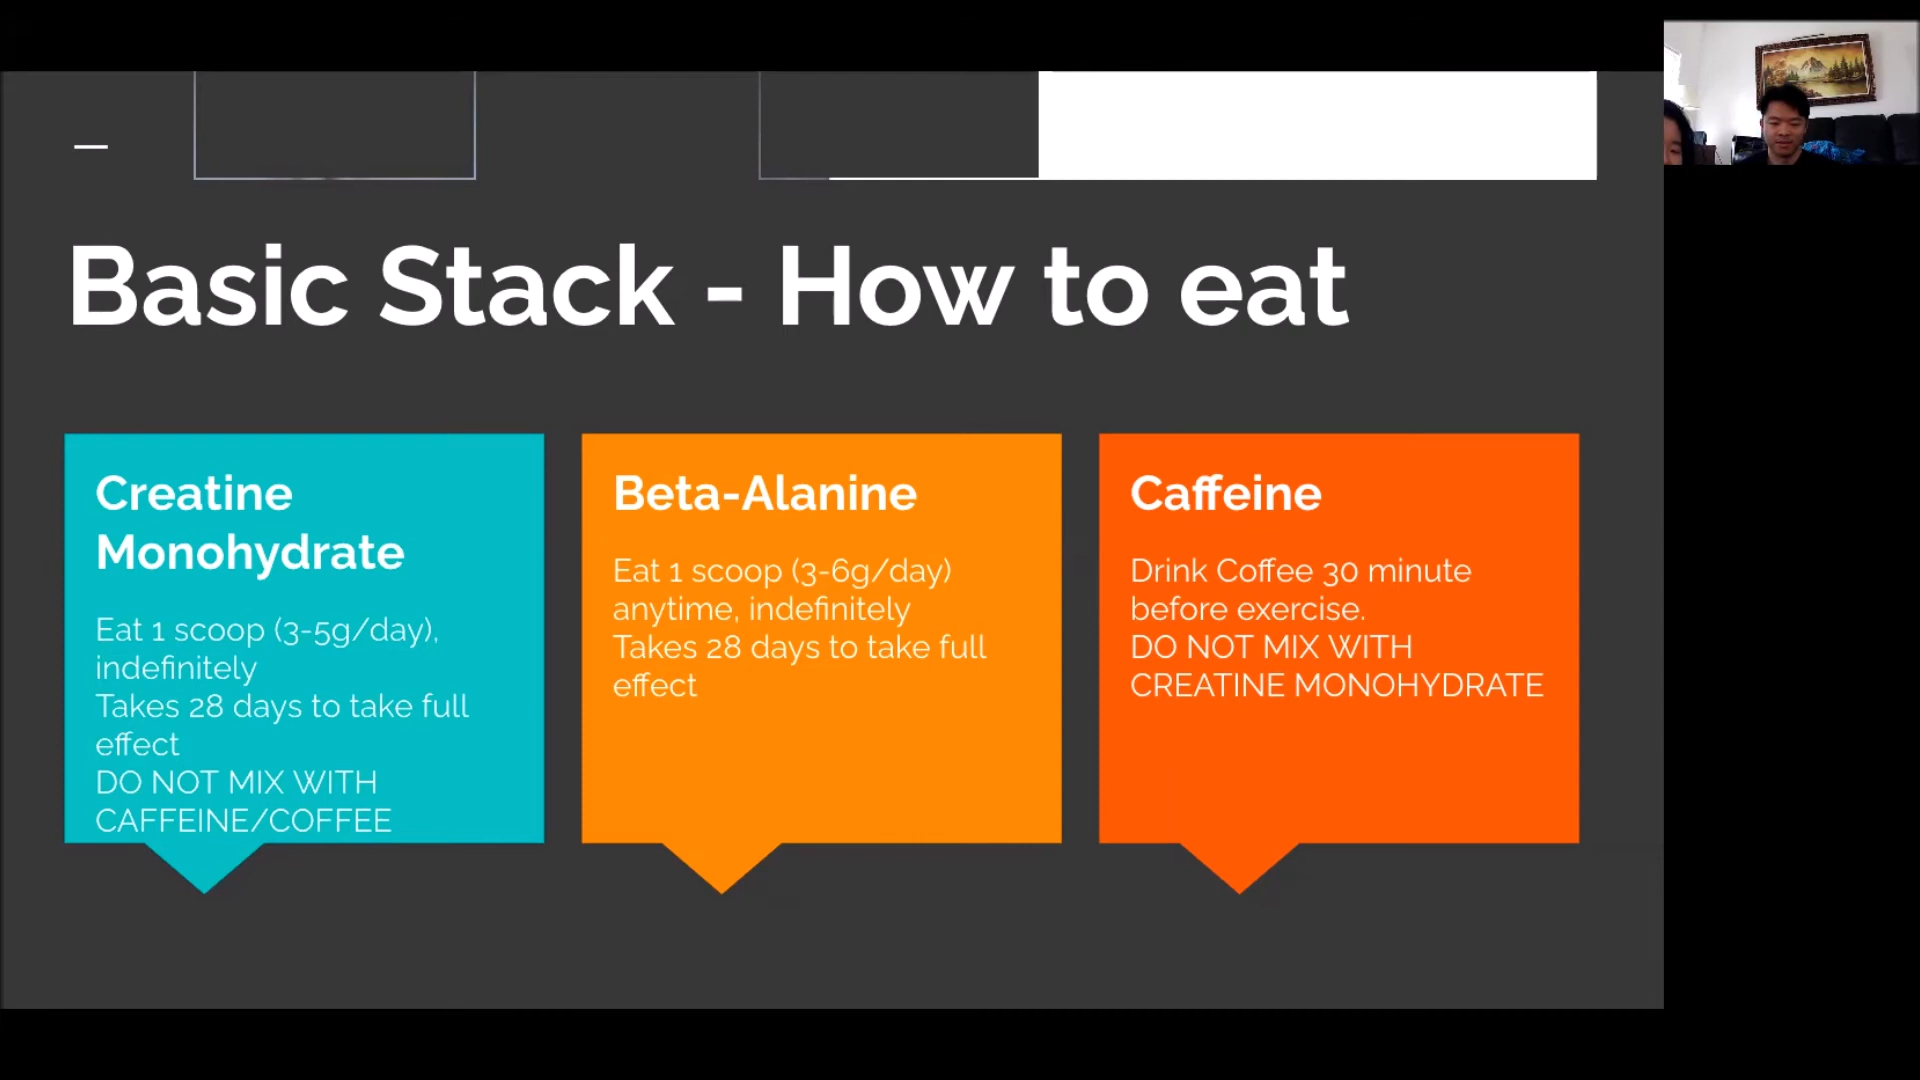 Basic Stack - How to eat
Creatine
Monohydrate
Eat 1 scoop (3-5g/day),
indefinitely
Takes 28 days to take full
effect
DO NOT MIX WITH
CAFFEINE/COFFEE
Beta-Alanine
Eat 1 scoop (3-6g/day)
anytime, indefinitely
Takes 28 days to take full
effect
Caffeine
Drink Coffee 30 minute
before exercise.
DO NOT MIX WITH
CREATINE MONOHYDRATE